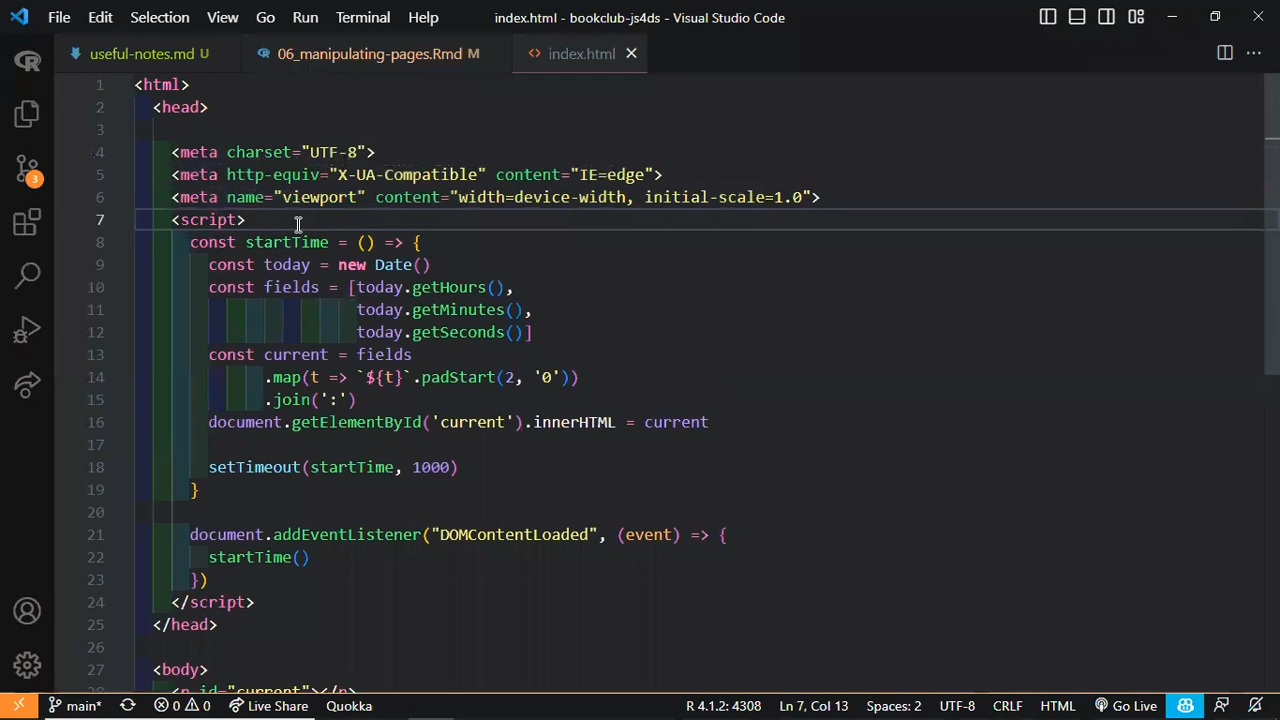 File Edit Selection View Go Run Terminal Help index.html - bookclub-js4ds - Visual Studio Code
useful-notes.md U 06_manipulating-pages.Rmd M index.html
1 <html>
2 <head>
3
4 <meta charset="UTF-8">
5 <meta http-equiv="X-UA-Compatible" content="IE=edge">
6 <meta name="viewport" content="width=device-width, initial-scale=1.0">
7 <script>
8 const startTime = () => {
9 const today = new Date()
10 const fields = [today.getHours(),
11 today.getMinutes(),
12 today.getSeconds()]
13 const current = fields
14 .map(t => `${t}`.padStart(2, '0'))
15 .join(':')
16 document.getElementById('current').innerHTML = current
17
18 setTimeout(startTime, 1000)
19 }
20
21 document.addEventListener("DOMContentLoaded", (event) => {
22 startTime()
23 })
24 </script>
25 </head>
26
27 <body>
28 <p id="current"></p>
3
main* 0 0 Live Share Quokka R 4.1.2: 4308 Ln 7, Col 13 Spaces: 2 UTF-8 CRLF HTML Go Live